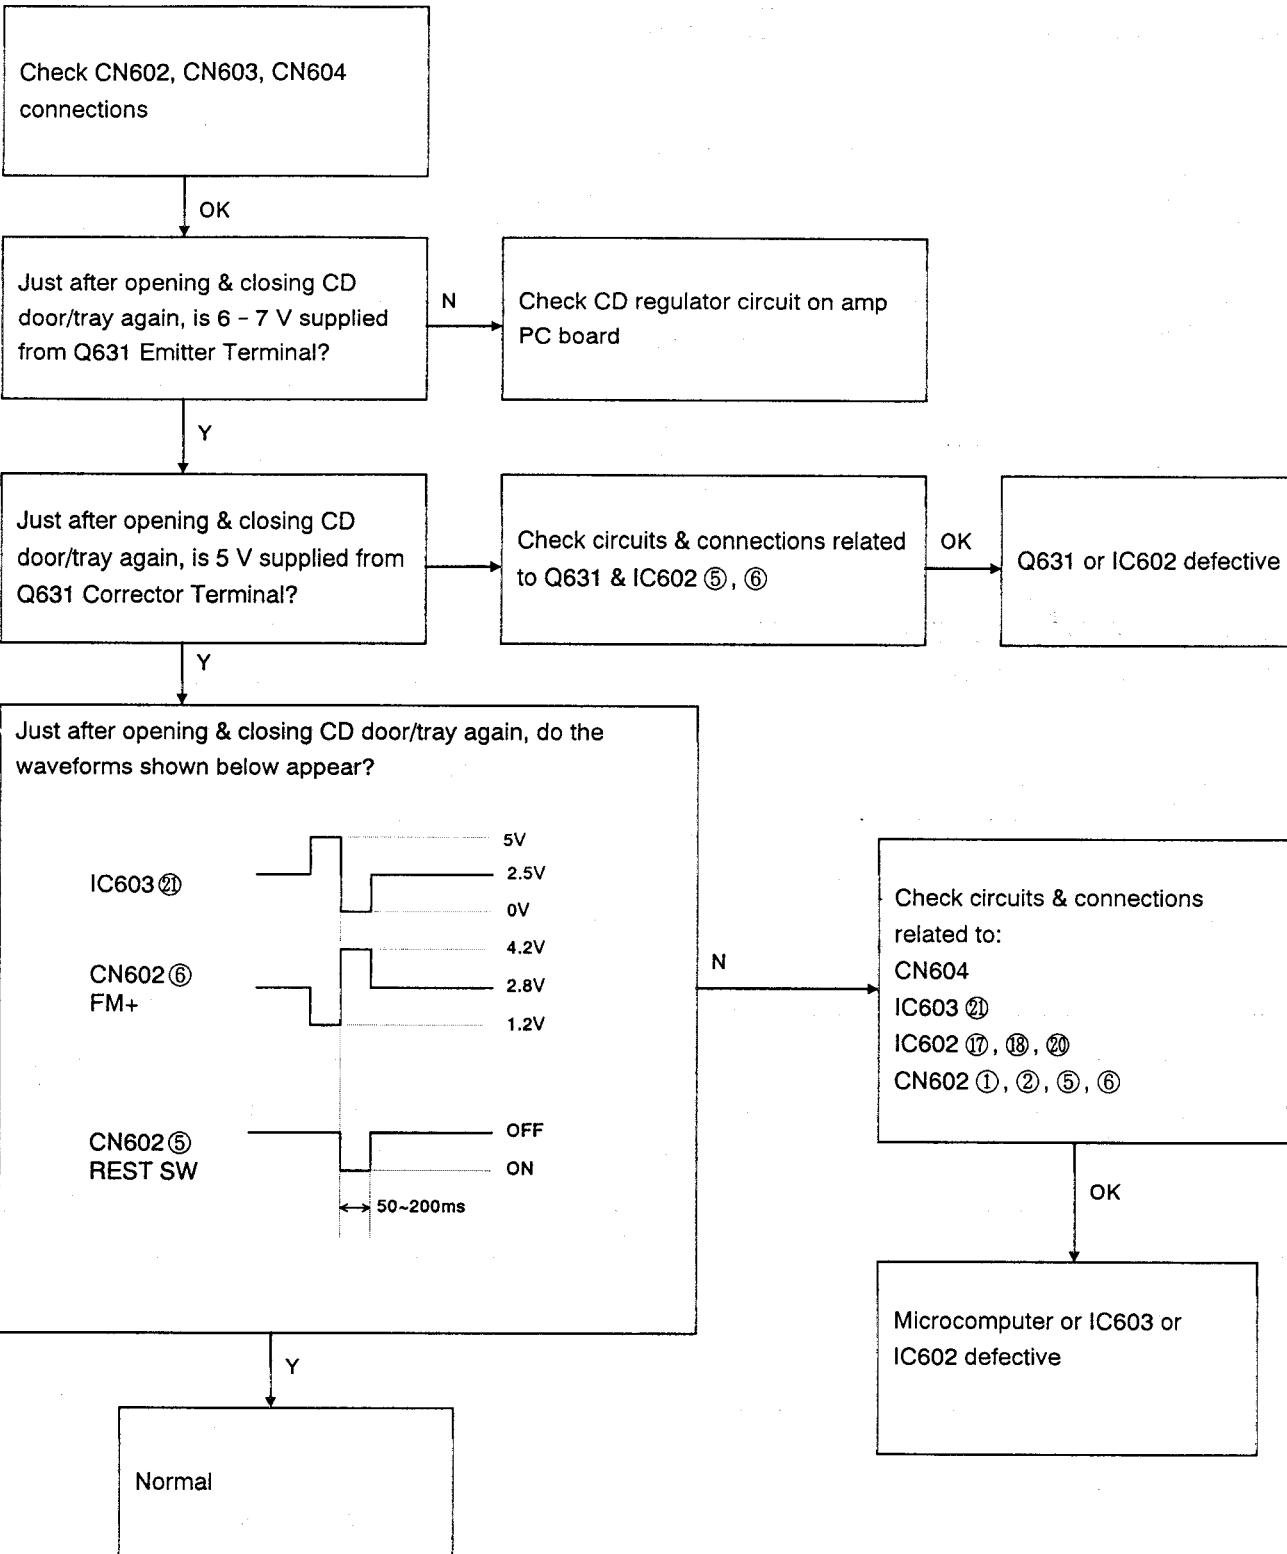 Check CN602, CN603, CN604
connections
OK
Just after opening & closing CD
door/tray again, is 6 – 7 V supplied
from Q631 Emitter Terminal?
N
Check CD regulator circuit on amp
PC board
Y
Just after opening & closing CD
door/tray again, is 5 V supplied from
Q631 Corrector Terminal?
Check circuits & connections related
to Q631 & IC602 ⑤, ⑥
OK
Q631 or IC602 defective
Y
Just after opening & closing CD door/tray again, do the
waveforms shown below appear?
IC603 ㉑
5V
2.5V
0V
CN602 ⑥
FM+
4.2V
2.8V
1.2V
CN602 ⑤
REST SW
OFF
ON
50~200ms
N
Check circuits & connections
related to:
CN604
IC603 ㉑
IC602 ⑰, ⑱, ⑳
CN602 ①, ②, ⑤, ⑥
OK
Microcomputer or IC603 or
IC602 defective
Y
Normal